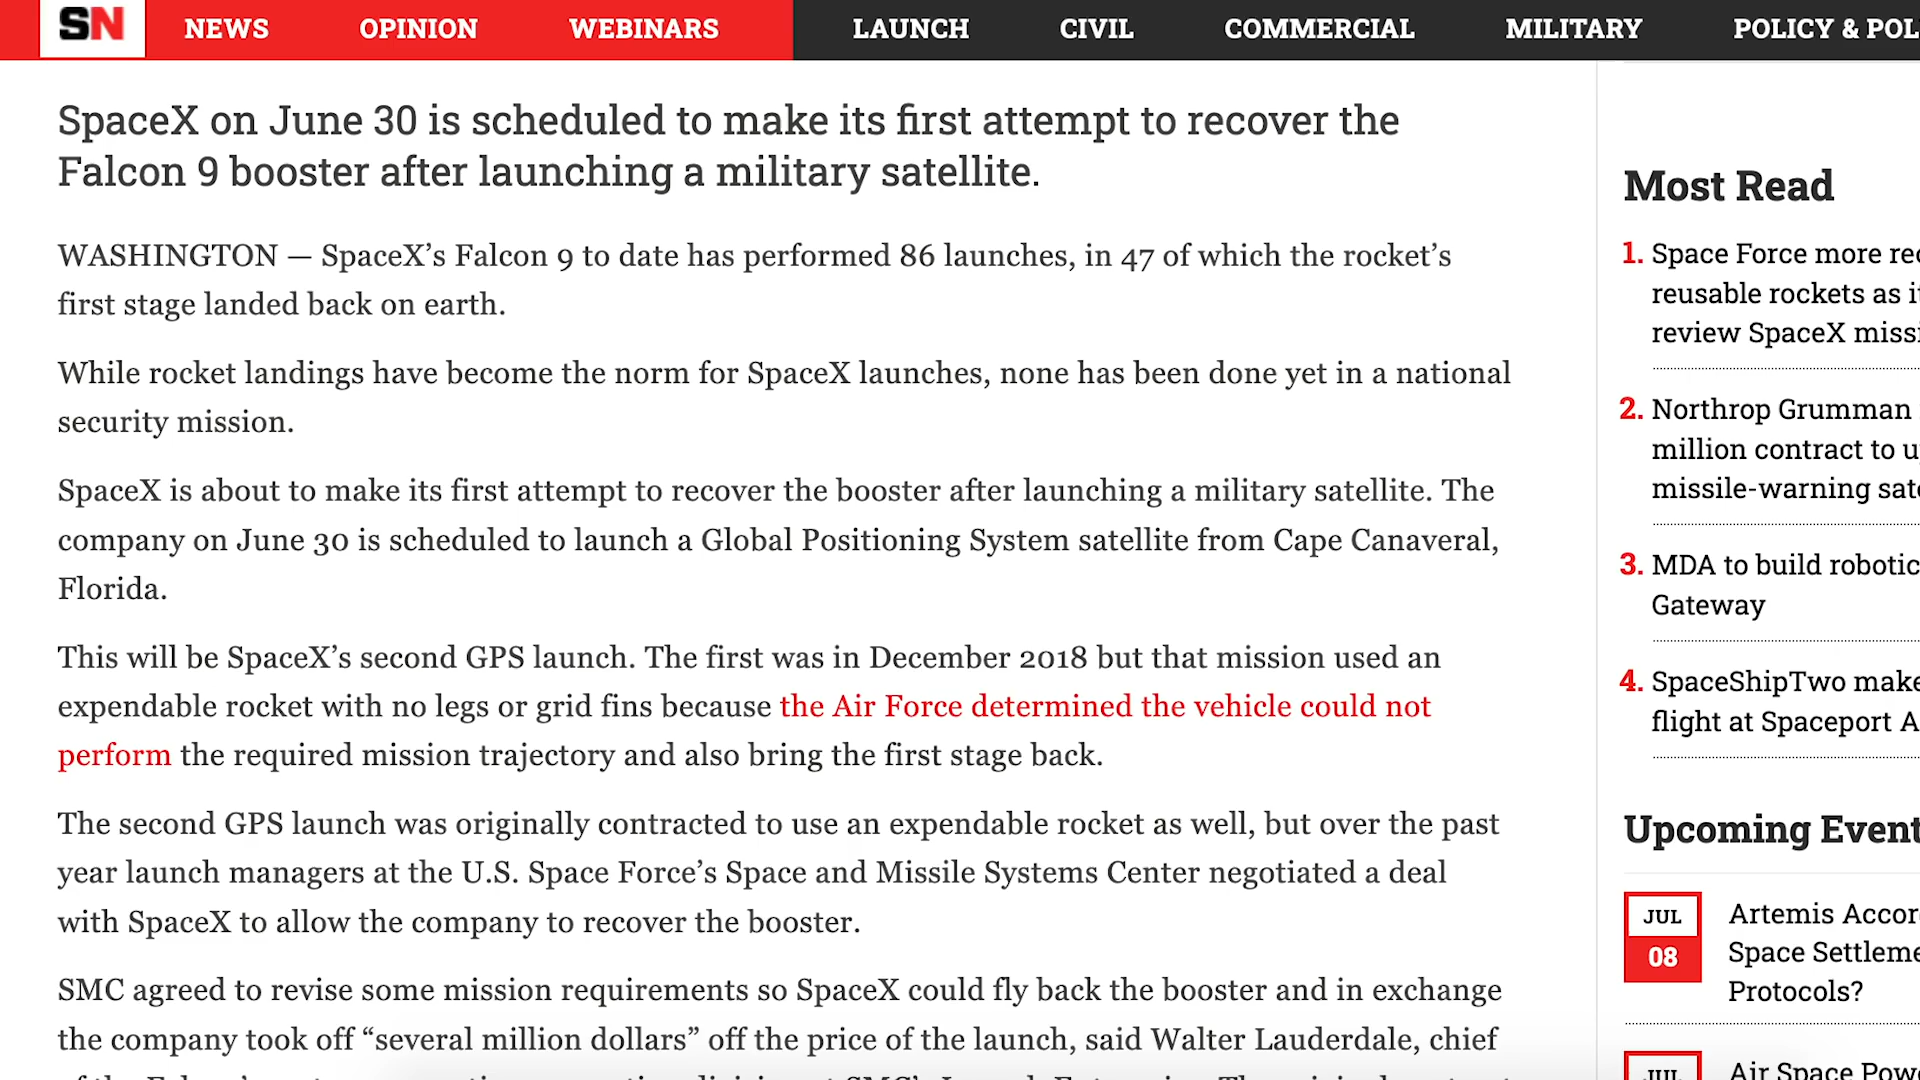 SN NEWS OPINION WEBINARS LAUNCH CIVIL COMMERCIAL MILITARY POLICY &
SpaceX on June 30 is scheduled to make its first attempt to recover the
Falcon 9 booster after launching a military satellite.
WASHINGTON — SpaceX’s Falcon 9 to date has performed 86 launches, in 47 of which the rocket’s
first stage landed back on earth.
While rocket landings have become the norm for SpaceX launches, none has been done yet in a national
security mission.
SpaceX is about to make its first attempt to recover the booster after launching a military satellite. The
company on June 30 is scheduled to launch a Global Positioning System satellite from Cape Canaveral,
Florida.
This will be SpaceX’s second GPS launch. The first was in December 2018 but that mission used an
expendable rocket with no legs or grid fins because the Air Force determined the vehicle could not
perform the required mission trajectory and also bring the first stage back.
The second GPS launch was originally contracted to use an expendable rocket as well, but over the past
year launch managers at the U.S. Space Force’s Space and Missile Systems Center negotiated a deal
with SpaceX to allow the company to recover the booster.
SMC agreed to revise some mission requirements so SpaceX could fly back the booster and in exchange
the company took off “several million dollars” off the price of the launch, said Walter Lauderdale, chief
Most Read
1. Space Force more
reusable rockets as
review SpaceX
2. Northrop Grumman
million contract to
missile-warning
3. MDA to build
Gateway
4. SpaceShipTwo
flight at Spaceport
Upcoming
JUL
08
Artemis
Space
Protocols?
JUL
Air Space